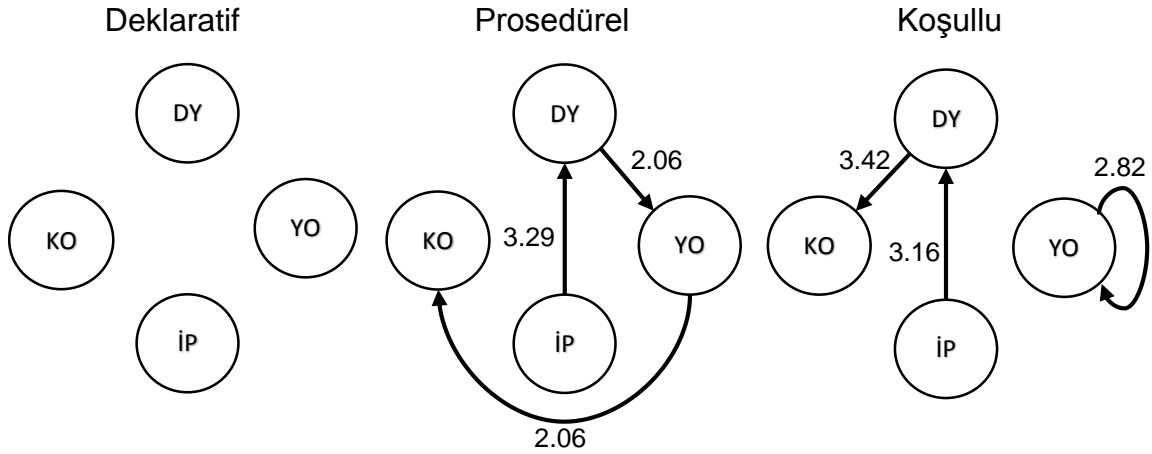 Deklaratif
DY
KO
YO
İP
Prosedürel
DY
2.06
KO
3.29
YO
İP
2.06
Koşullu
DY
3.42
2.82
KO
3.16
YO
İP